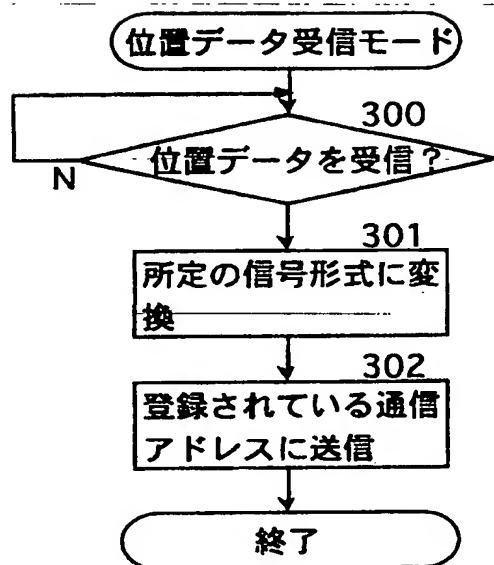 位置データ受信モード
300
位置データを受信?
N
301
所定の信号形式に変
換
302
登録されている通信
アドレスに送信
終了